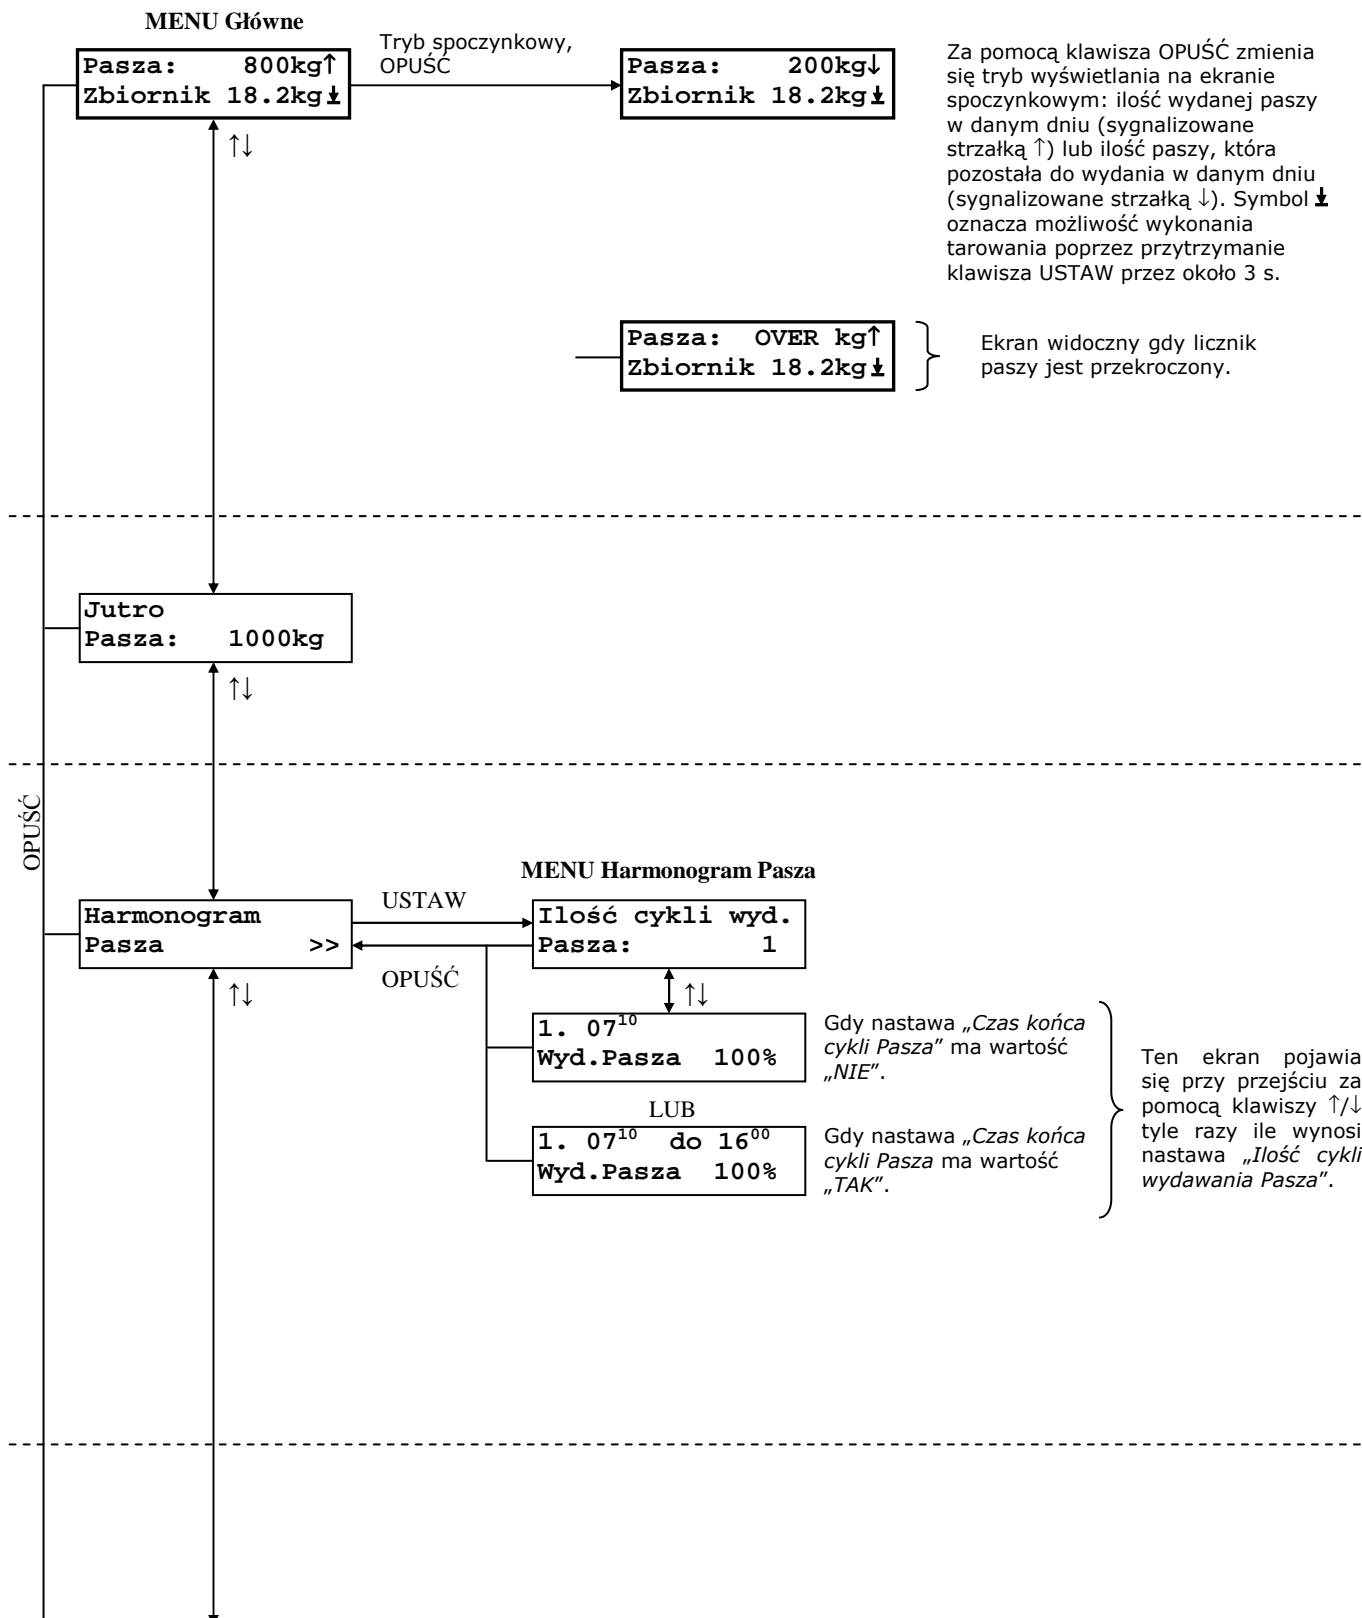 MENU Główne
Pasza: 800kg↑
Zbiornik 18.2kg↧
↑↓
Tryb spoczynkowy,
OPUŚĆ
Pasza: 200kg↓
Zbiornik 18.2kg↧
Za pomocą klawisza OPUŚĆ zmienia
się tryb wyświetlania na ekranie
spoczynkowym: ilość wydanej paszy
w danym dniu (sygnalizowane
strzałką ↑) lub ilość paszy, która
pozostała do wydania w danym dniu
(sygnalizowane strzałką ↓). Symbol ↧
oznacza możliwość wykonania
tarowania poprzez przytrzymanie
klawisza USTAW przez około 3 s.
Pasza: OVER kg↑
Zbiornik 18.2kg↧
Ekran widoczny gdy licznik
paszy jest przekroczony.
Jutro
Pasza: 1000kg
↑↓
OPUŚĆ
Harmonogram
Pasza >>
↑↓
USTAW
OPUŚĆ
MENU Harmonogram Pasza
Ilość cykli wyd.
Pasza: 1
↑↓
1. 07¹⁰
Wyd.Pasza 100%
Gdy nastawa „Czas końca
cykli Pasza” ma wartość
„NIE”.
LUB
1. 07¹⁰ do 16⁰⁰
Wyd.Pasza 100%
Gdy nastawa „Czas końca
cykli Pasza ma wartość
„TAK”.
Ten ekran pojawia
się przy przejściu za
pomocą klawiszy ↑/↓
tyle razy ile wynosi
nastawa „Ilość cykli
wydawania Pasza”.